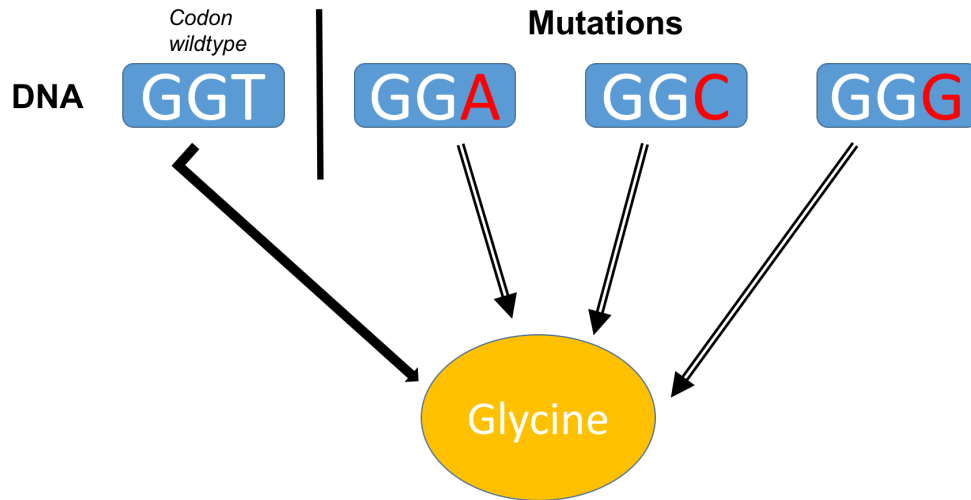 Codon
wildtype
Mutations
DNA
GGT
GGA
GGC
GGG
Glycine